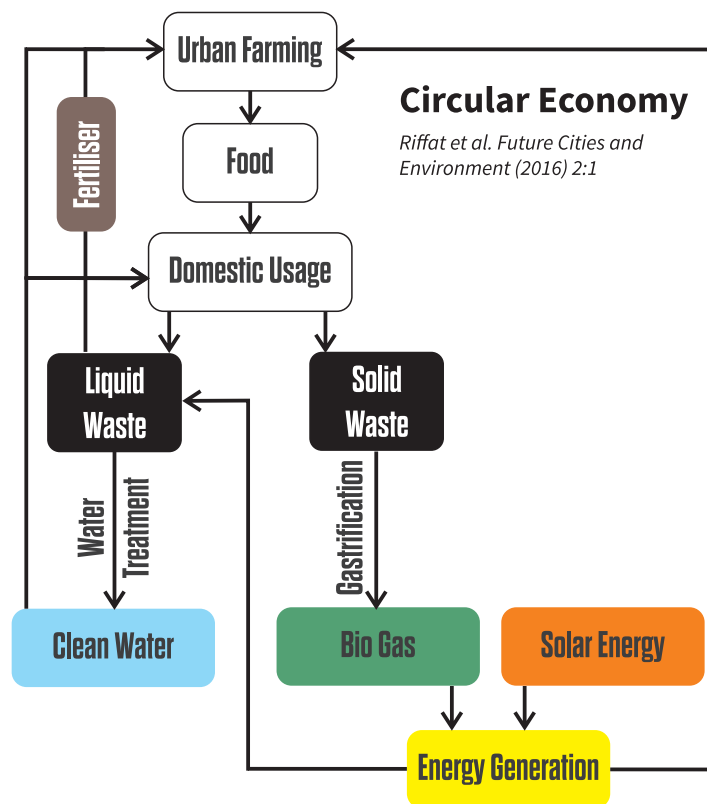 Urban Farming
Circular Economy
Riffat et al. Future Cities and
Environment (2016) 2:1
Fertiliser
Food
Domestic Usage
Liquid
Waste
Solid
Waste
Water
Treatment
Gastrification
Clean Water
Bio Gas
Solar Energy
Energy Generation